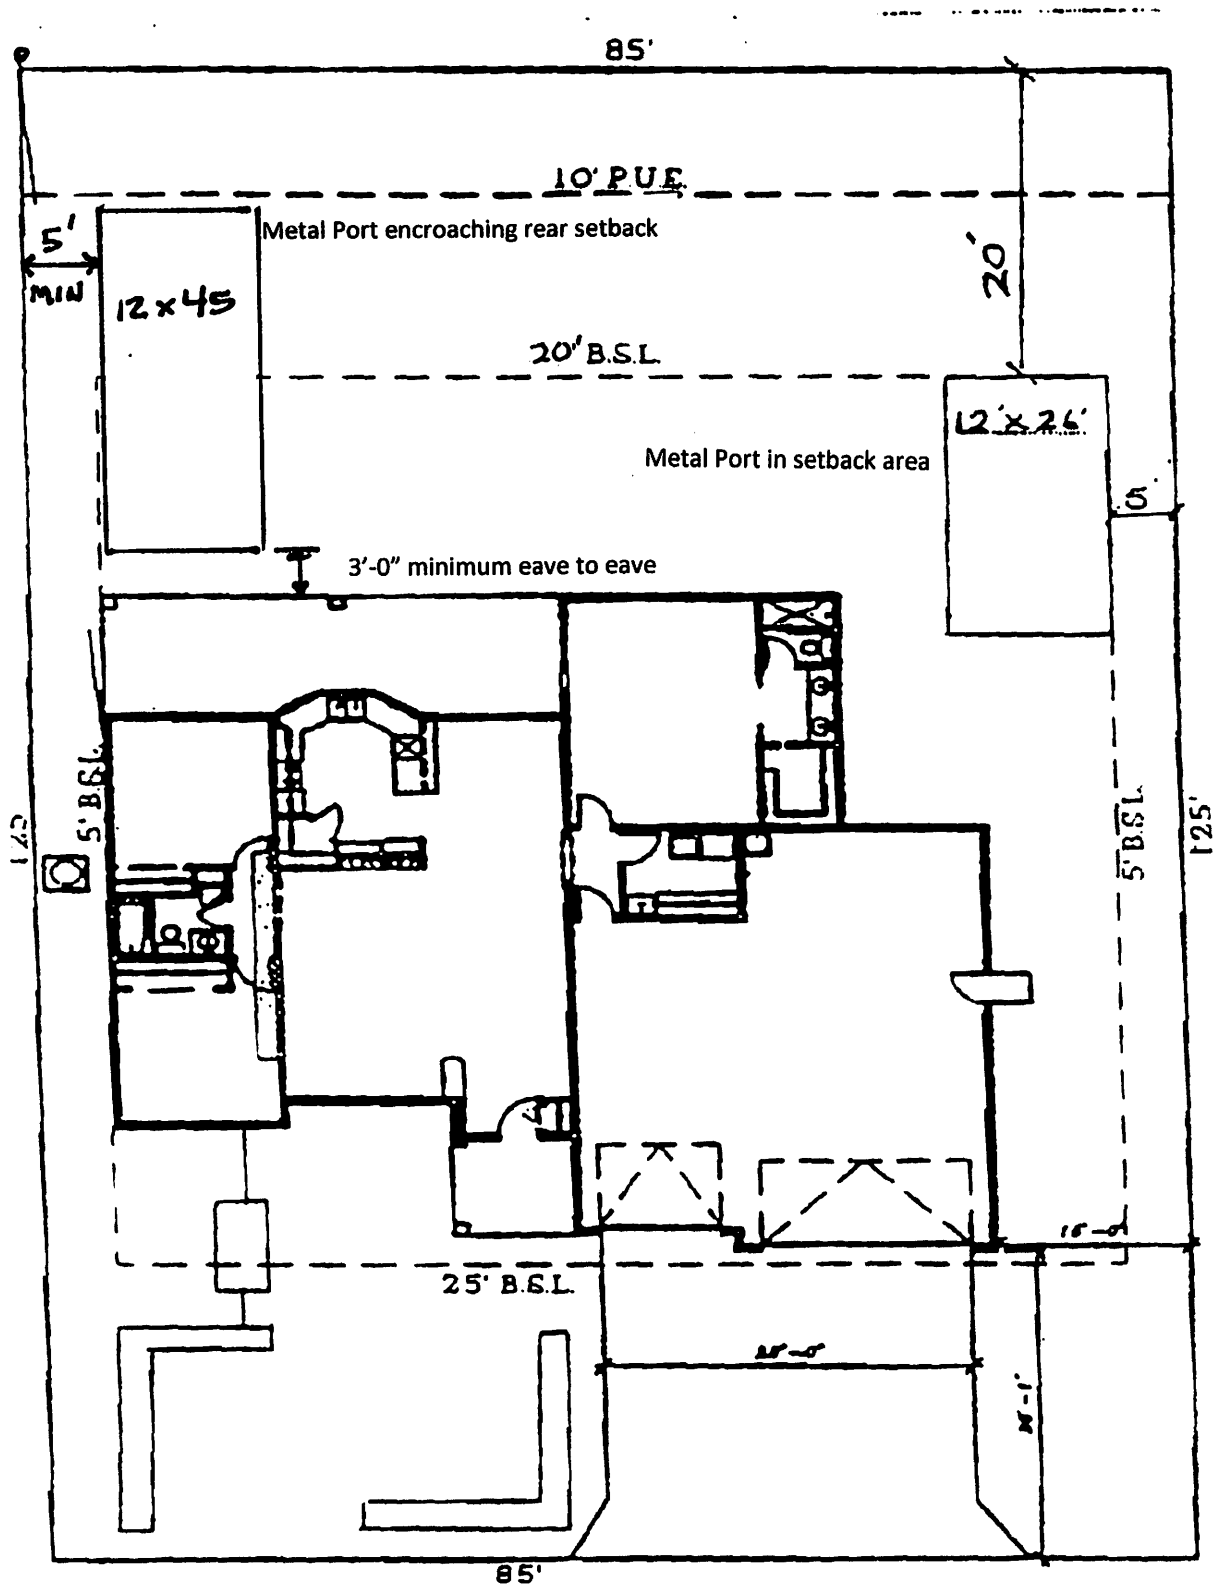 85'
10' P.U.E.
Metal Port encroaching rear setback
5'
MIN
12 x 45
20'
20' B.S.L.
12' x 26'
Metal Port in setback area
5
3'-0" minimum eave to eave
5' B.S.L.
125'
5' B.S.L.
125'
25' B.S.L.
85'